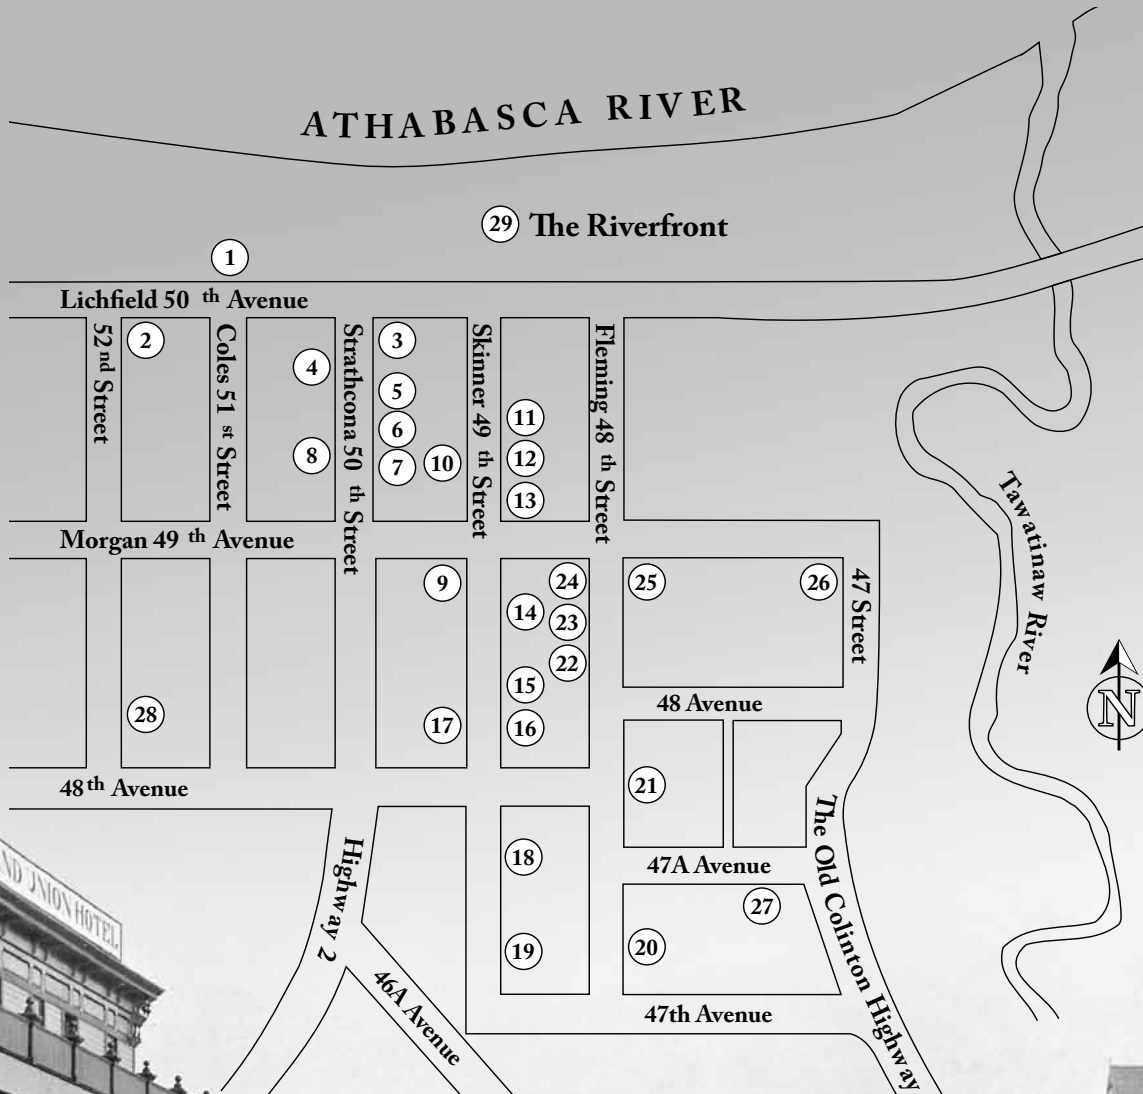 ATHABASCA RIVER
29 The Riverfront
1
Lichfield 50 th Avenue
52nd Street
2
Coles 51 st Street
4
8
Strathcona 50 th Street
3
5
6
7
10
Skinner 49 th Street
11
12
13
Fleming 48 th Street
Morgan 49 th Avenue
9
24
14
23
22
15
16
17
25
26
47 Street
Tawatinaw River
N
28
48 Avenue
48th Avenue
21
18
47A Avenue
The Old Colinton Highway
Highway 2
27
19
20
46A Avenue
47th Avenue
UNION HOTEL